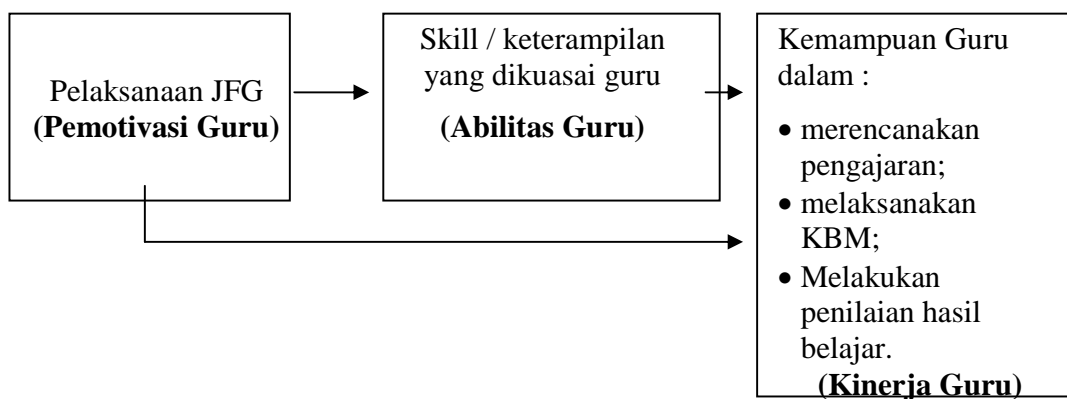 Pelaksanaan JFG
(Pemotivasi Guru)
Skill / keterampilan
yang dikuasai guru
(Abilitas Guru)
Kemampuan Guru
dalam :
• merencanakan
pengajaran;
• melaksanakan
KBM;
• Melakukan
penilaian hasil
belajar.
(Kinerja Guru)